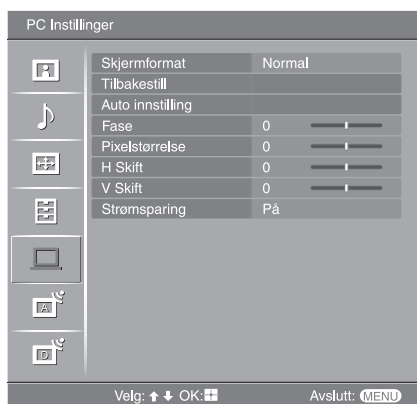 PC Instillinger
Skjermformat Normal
Tilbakestill
Auto innstilling
Fase 0
Pixelstørrelse 0
H Skift 0
V Skift 0
Strømsparing På
A
D
Velg: OK: Avslutt: MENU